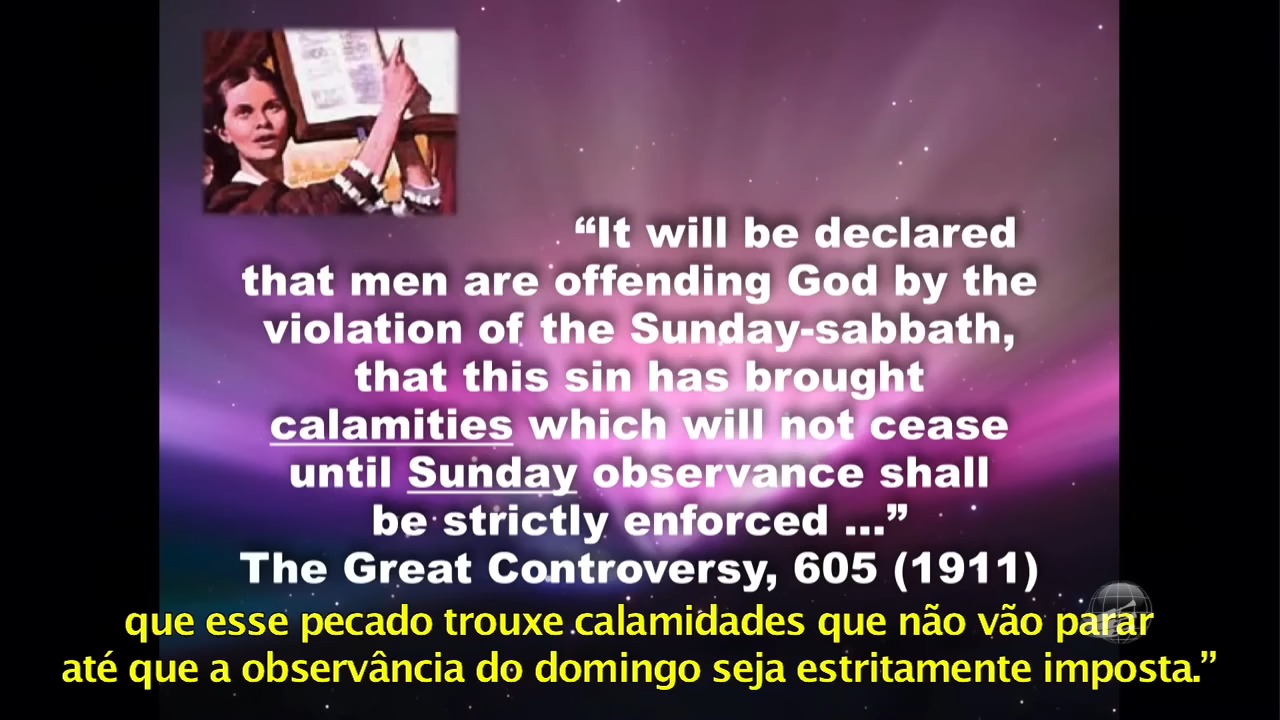 “It will be declared
that men are offending God by the
violation of the Sunday-sabbath,
that this sin has brought
calamities which will not cease
until Sunday observance shall
be strictly enforced ...”
The Great Controversy, 605 (1911)
que esse pecado trouxe calamidades que não vão parar
até que a observância do domingo seja estritamente imposta.”